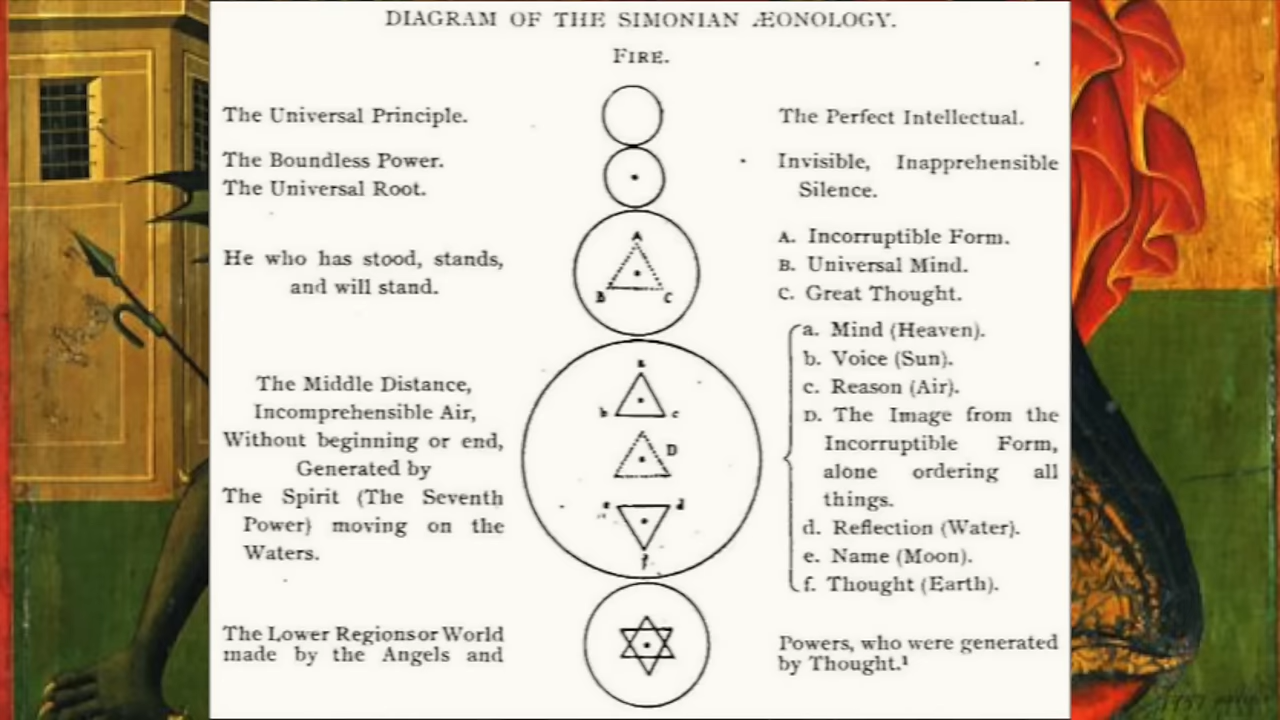 DIAGRAM OF THE SIMONIAN ÆONOLOGY.
FIRE.
The Universal Principle.
The Perfect Intellectual.
The Boundless Power.
The Universal Root.
Invisible, Inapprehensible
Silence.
He who has stood, stands,
and will stand.
A
B
C
A. Incorruptible Form.
B. Universal Mind.
C. Great Thought.
The Middle Distance,
Incomprehensible Air,
Without beginning or end,
Generated by
The Spirit (The Seventh
Power) moving on the
Waters.
b
c
D
d
f
a. Mind (Heaven).
b. Voice (Sun).
c. Reason (Air).
D. The Image from the
Incorruptible Form,
alone ordering all
things.
d. Reflection (Water).
e. Name (Moon).
f. Thought (Earth).
The Lower Regions or World
made by the Angels and
Powers, who were generated
by Thought.¹